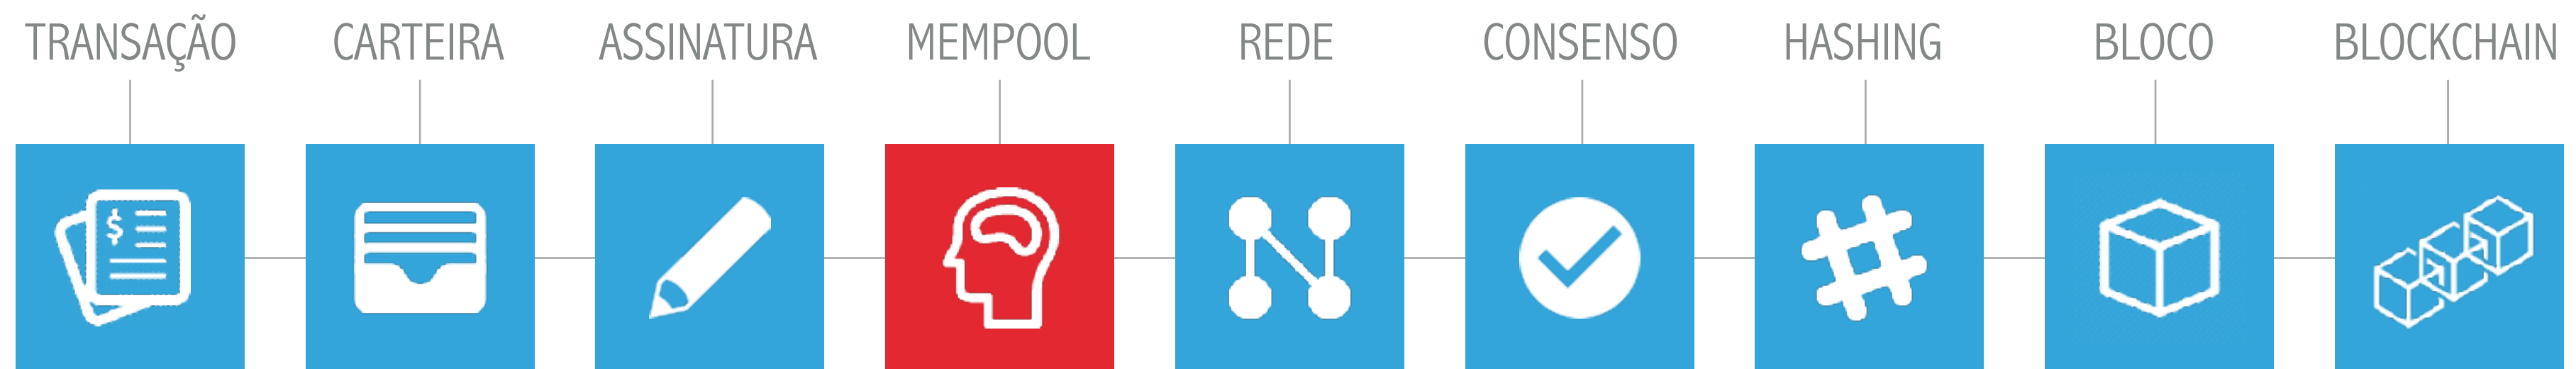 TRANSAÇÃO CARTEIRA ASSINATURA MEMPOOL REDE CONSENSO HASHING BLOCO BLOCKCHAIN
$
#